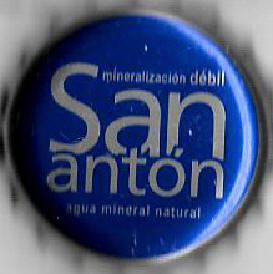 mineralización débil
San
antón
agua mineral natural